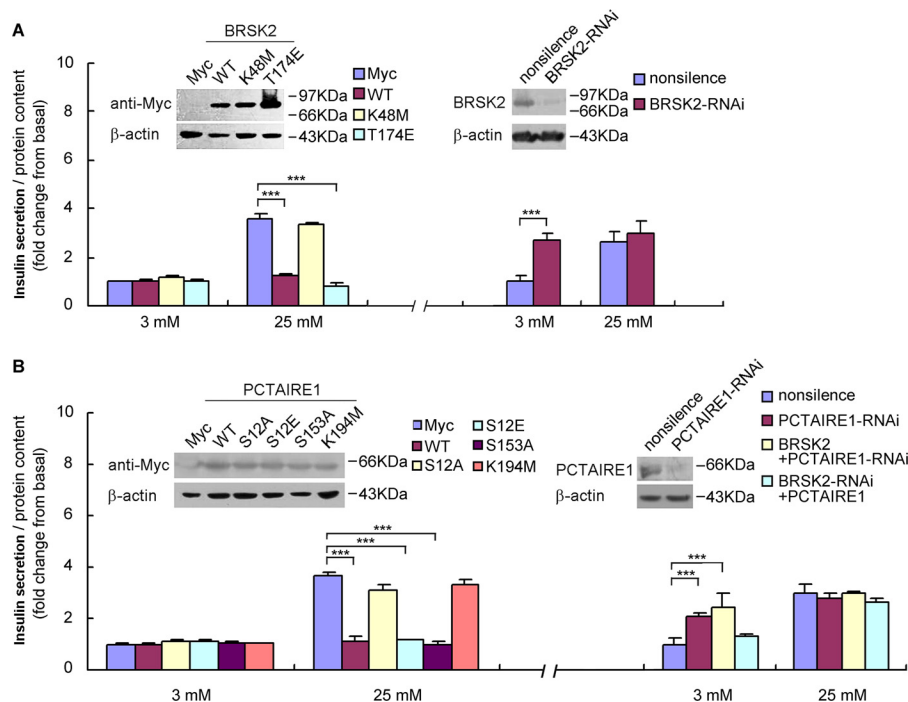 A
BRSK2
Myc
WT
K48M
T174E
anti-Myc
−97KDa
−66KDa
β-actin
−43KDa
Myc
WT
K48M
T174E
nonsilence
BRSK2-RNAi
BRSK2
−97KDa
−66KDa
β-actin
−43KDa
nonsilence
BRSK2-RNAi
Insulin secretion / protein content
(fold change from basal)
10
8
6
4
2
0
***
***
***
3 mM
25 mM
3 mM
25 mM
B
PCTAIRE1
Myc
WT
S12A
S12E
S153A
K194M
anti-Myc
−66KDa
β-actin
−43KDa
Myc
WT
S12A
S12E
S153A
K194M
nonsilence
PCTAIRE1-RNAi
PCTAIRE1
−66KDa
β-actin
−43KDa
nonsilence
PCTAIRE1-RNAi
BRSK2
+PCTAIRE1-RNAi
BRSK2-RNAi
+PCTAIRE1
Insulin secretion / protein content
(fold change from basal)
10
8
6
4
2
0
***
***
***
***
***
3 mM
25 mM
3 mM
25 mM